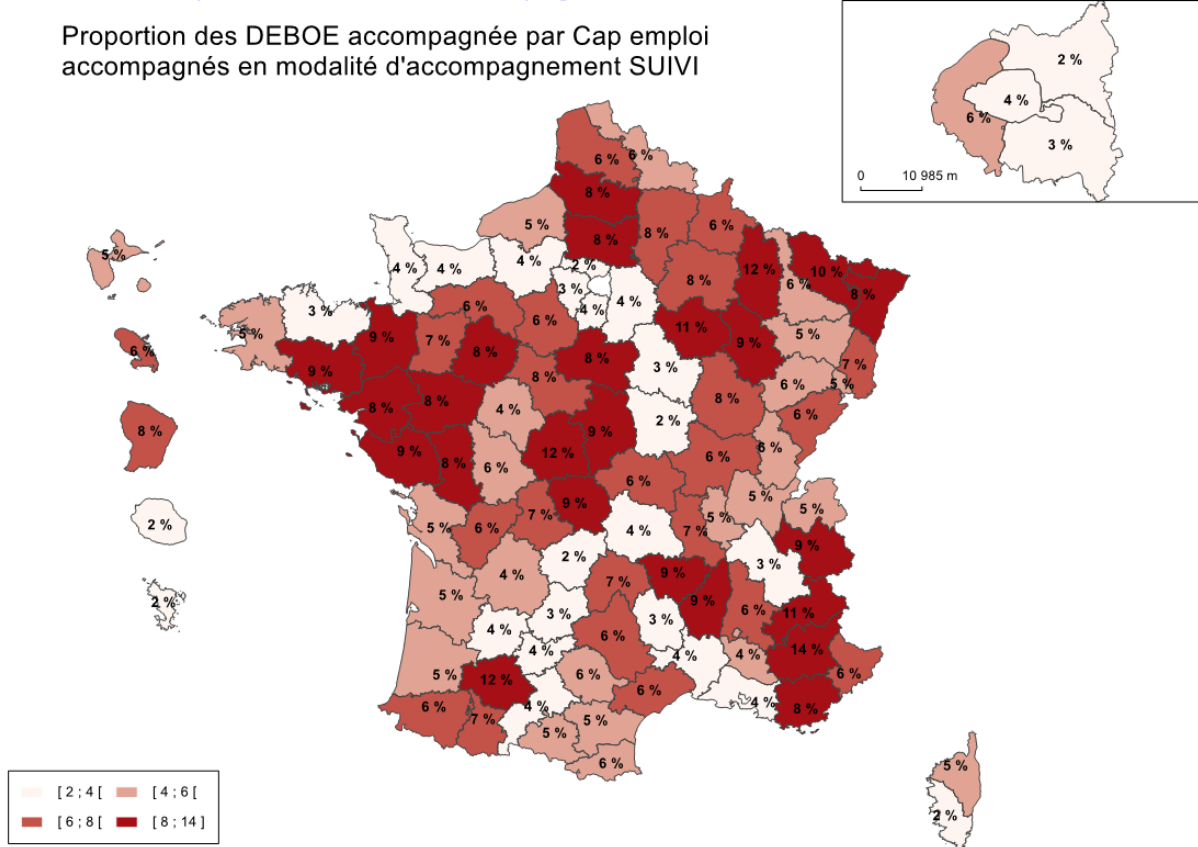 Proportion des DEBOE accompagnée par Cap emploi
accompagnés en modalité d'accompagnement SUIVI
2 %
4 %
6 %
3 %
0 10 985 m
6 % 6 %
8 %
5 %
8 % 8 % 6 %
5 %
4 % 4 % 4 % 2 % 8 % 12 % 10 %
6 % 8 %
3 % 4 %
4 %
3 % 6 % 6 %
5 % 9 % 7 % 8 % 11 % 9 % 5 %
6 %
9 % 8 % 8 % 3 % 7 %
8 % 6 % 5 %
8 % 8 % 4 % 9 % 2 % 6 %
8 %
9 % 8 % 6 % 12 % 6 % 6 %
6 %
9 % 5 % 5 %
2 % 5 % 6 % 7 % 4 % 7 % 5 %
9 %
2 % 3 %
5 % 4 % 7 % 9 %
2 % 3 % 3 % 9 % 6 % 11 %
4 % 6 %
4 % 4 % 4 % 14 %
5 % 12 % 6 % 6 % 6 %
6 % 7 % 4 % 5 % 4 % 8 %
5 %
6 % 5 %
2 %
[ 2 ; 4 [ [ 4 ; 6 [
[ 6 ; 8 [ [ 8 ; 14 ]